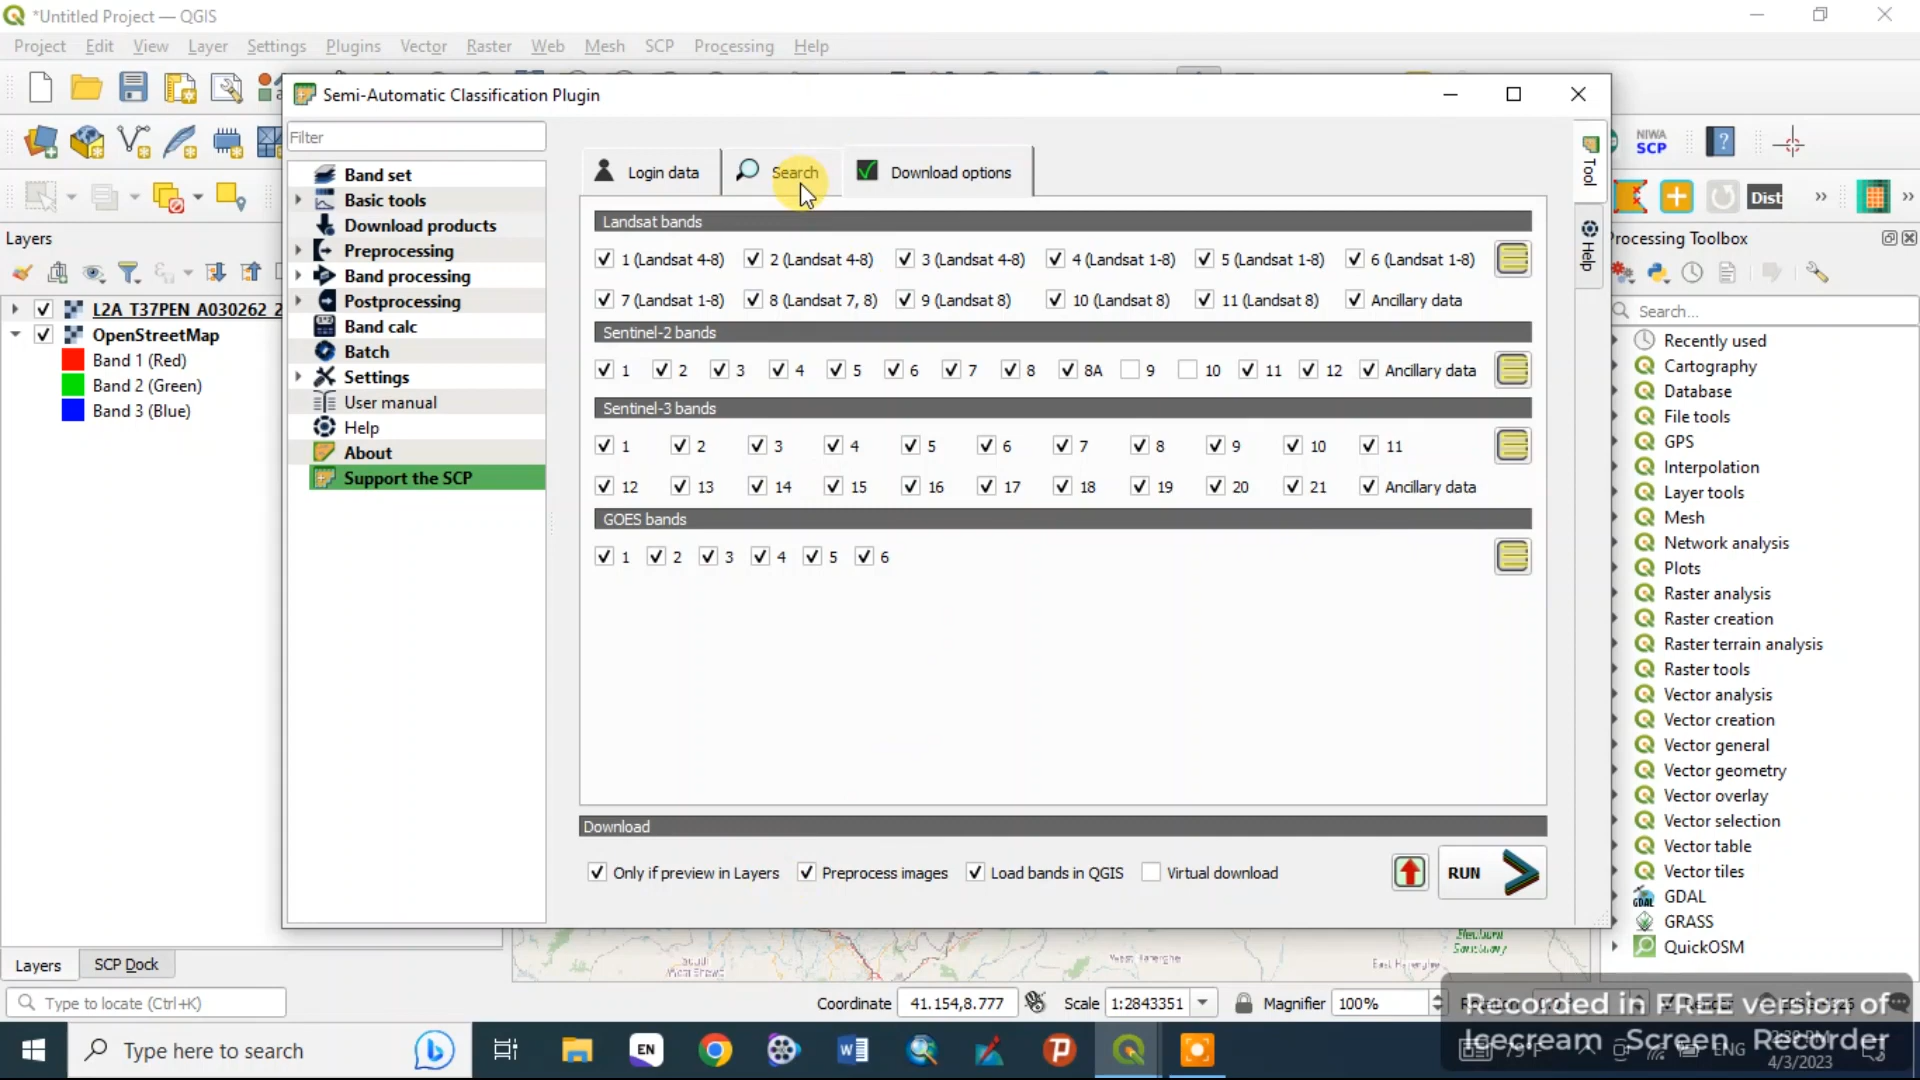 *Untitled Project — QGIS
Project Edit View Layer Settings Plugins Vector Raster Web Mesh SCP Processing Help
Semi-Automatic Classification Plugin
Filter
Band set
Basic tools
Download products
Preprocessing
Band processing
Postprocessing
Band calc
Batch
Settings
User manual
Help
About
Support the SCP
Layers
L2A_T37PEN_A030262_2
OpenStreetMap
Band 1 (Red)
Band 2 (Green)
Band 3 (Blue)
Login data Search Download options
Landsat bands
1 (Landsat 4-8) 2 (Landsat 4-8) 3 (Landsat 4-8) 4 (Landsat 1-8) 5 (Landsat 1-8) 6 (Landsat 1-8)
7 (Landsat 1-8) 8 (Landsat 7, 8) 9 (Landsat 8) 10 (Landsat 8) 11 (Landsat 8) Ancillary data
Sentinel-2 bands
1 2 3 4 5 6 7 8 8A 9 10 11 12 Ancillary data
Sentinel-3 bands
1 2 3 4 5 6 7 8 9 10 11
12 13 14 15 16 17 18 19 20 21 Ancillary data
GOES bands
1 2 3 4 5 6
Download
Only if preview in Layers Preprocess images Load bands in QGIS Virtual download RUN
Tool
Help
NIWA
SCP
Dist
Processing Toolbox
Search...
Recently used
Cartography
Database
File tools
GPS
Interpolation
Layer tools
Mesh
Network analysis
Plots
Raster analysis
Raster creation
Raster terrain analysis
Raster tools
Vector analysis
Vector creation
Vector general
Vector geometry
Vector overlay
Vector selection
Vector table
Vector tiles
GDAL
GRASS
QuickOSM
Layers SCP Dock
Type to locate (Ctrl+K)
Coordinate 41.154,8.777 Scale 1:2843351 Magnifier 100%
Recorded in FREE version of
Icecream Screen Recorder
Type here to search
EN
ENG
4/3/2023